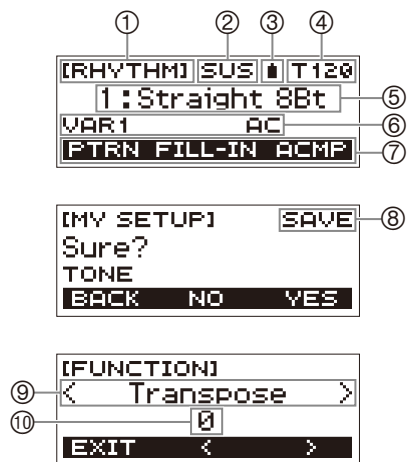 ① ② ③ ④
[RHYTHM] SUS T120
1:Straight 8Bt ⑤
VAR1 AC ⑥
PTRN FILL-IN ACMP ⑦
[MY SETUP] SAVE ⑧
Sure?
TONE
BACK NO YES
[FUNCTION]
⑨ < Transpose >
⑩ 0
EXIT < >